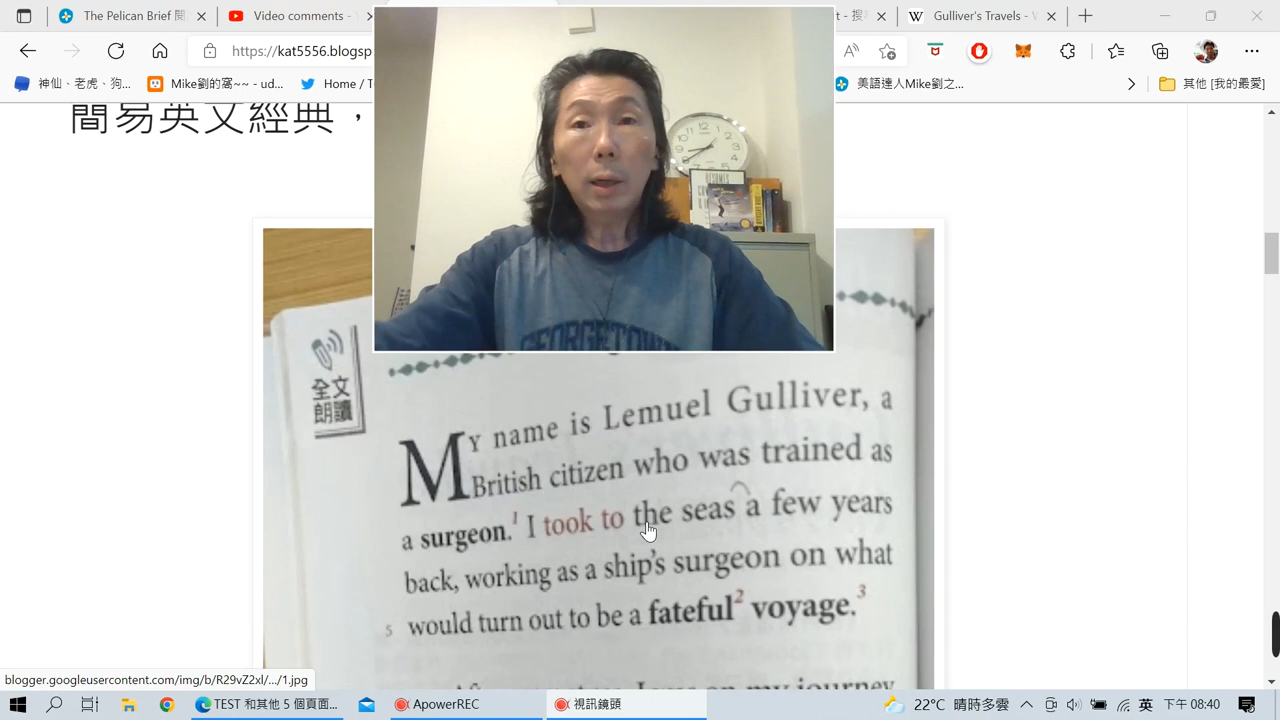 The Pelican Brief 閱
Video comments - Y
Gulliver's Travels - W
https://kat5556.blogsp
神仙、老虎、狗...
Mike劉的窩~~ - ud...
Home / T
美語達人Mike劉之...
其他 [我的最愛]
簡易英文經典，
GEORGETOWN
全文
朗讀
MY name is Lemuel Gulliver, a
British citizen who was trained as
a surgeon.1 I took to the seas a few years
back, working as a ship's surgeon on what
5 would turn out to be a fateful2 voyage.3
I was on my journey
blogger.googleusercontent.com/img/b/R29vZ2xl/.../1.jpg
TEST 和其他 5 個頁面...
ApowerREC
視訊鏡頭
22°C 晴時多雲
英
下午 08:40